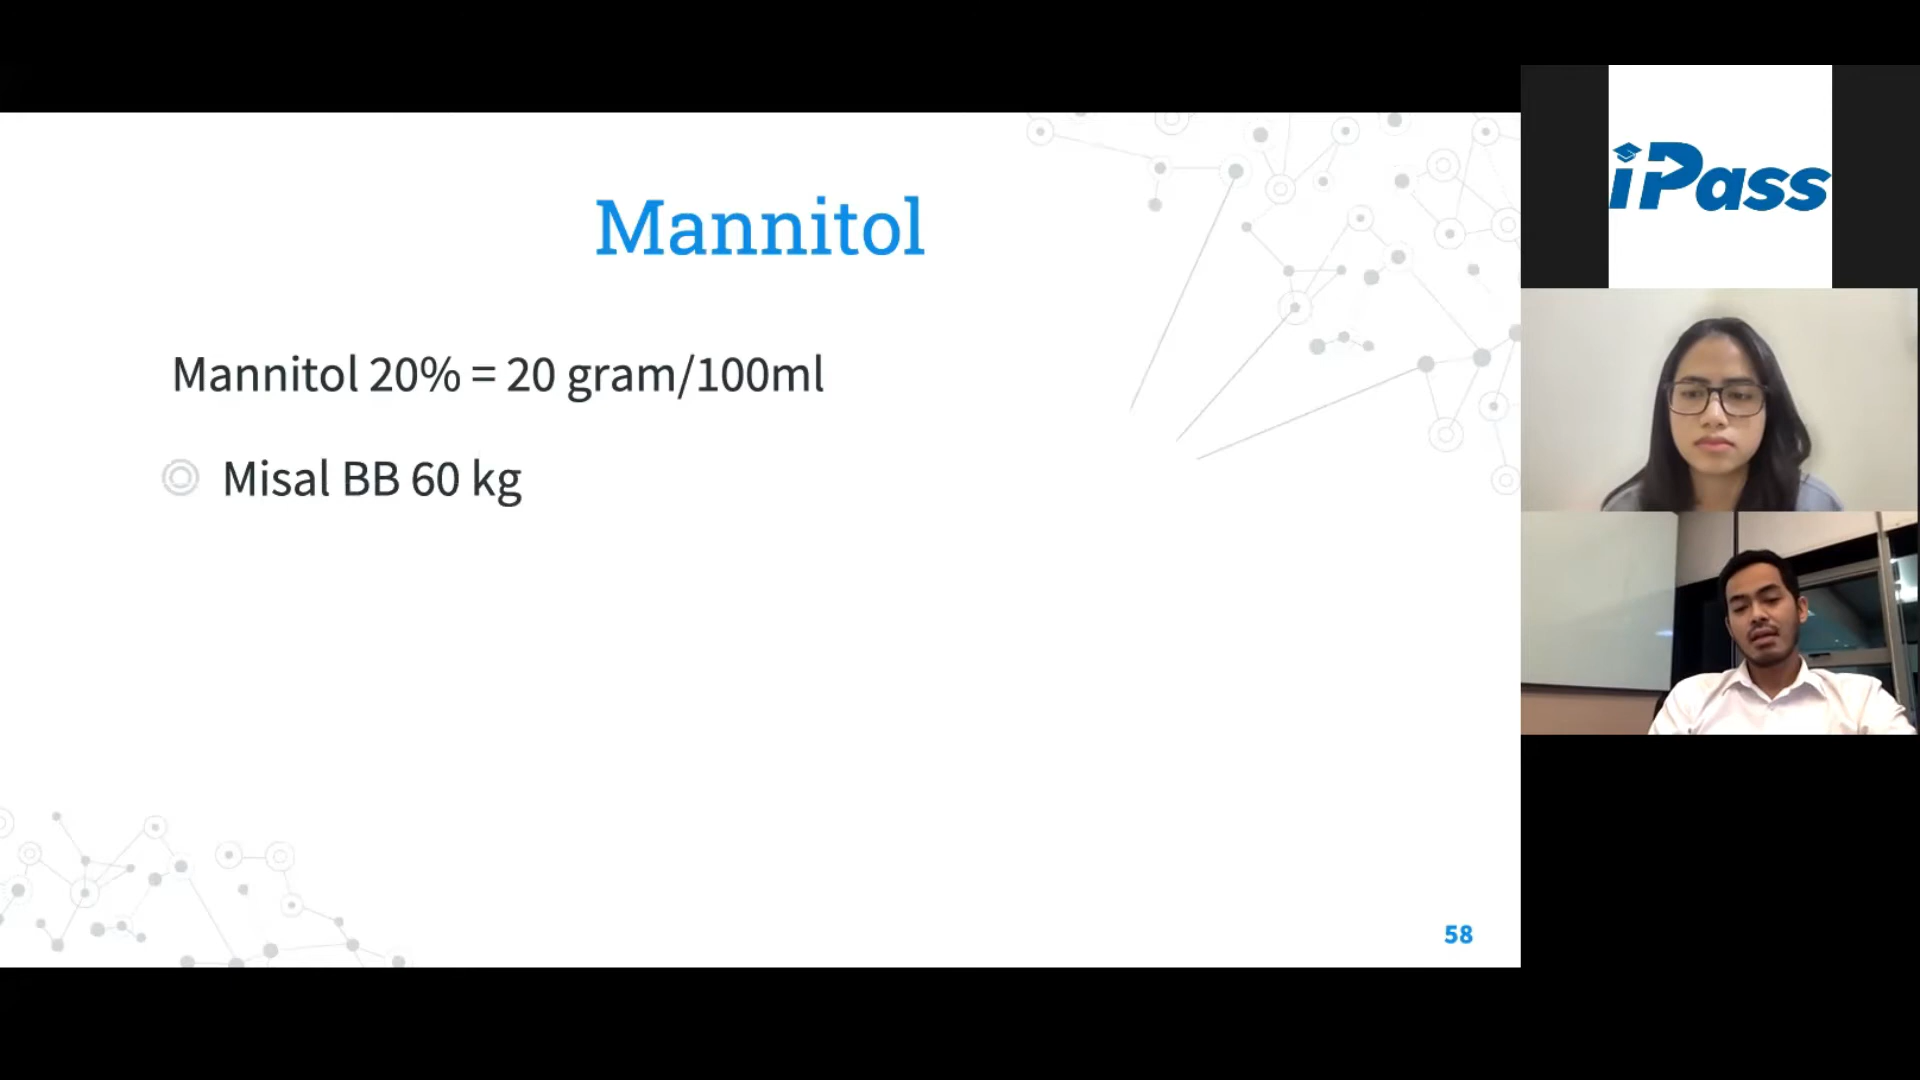 Mannitol
Mannitol 20% = 20 gram/100ml
Misal BB 60 kg
58
iPass